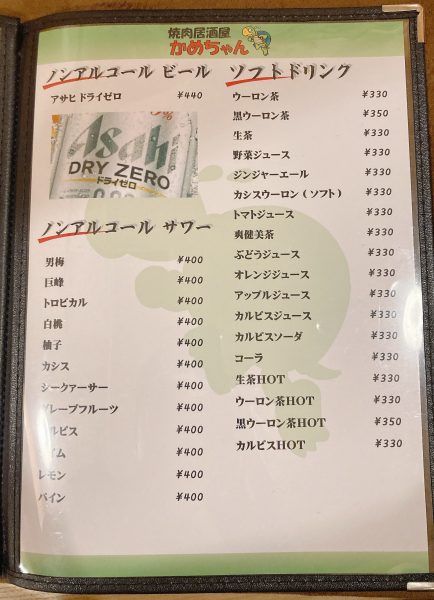 焼肉居酒屋
かめちゃん
ノンアルコール ビール
アサヒ ドライゼロ ¥440
Asahi
DRY ZERO
ドライゼロ
ノンアルコール サワー
男梅 ¥400
巨峰 ¥400
トロピカル ¥400
白桃 ¥400
柚子 ¥400
カシス ¥400
シークァーサー ¥400
グレープフルーツ ¥400
カルピス ¥400
¥400
レモン ¥400
パイン ¥400
ソフトドリンク
ウーロン茶 ¥330
黒ウーロン茶 ¥350
生茶 ¥330
野菜ジュース ¥330
ジンジャーエール ¥330
カシスウーロン(ソフト) ¥330
トマトジュース ¥330
爽健美茶 ¥330
ぶどうジュース ¥330
オレンジジュース ¥330
アップルジュース ¥330
カルピスジュース ¥330
カルピスソーダ ¥330
コーラ ¥330
生茶HOT ¥330
ウーロン茶HOT ¥330
黒ウーロン茶HOT ¥350
カルピスHOT ¥330